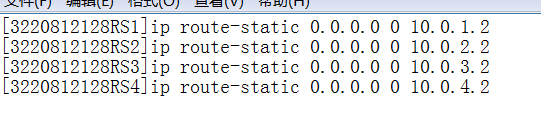 文件(F) 编辑(E) 格式(O) 查看(V) 帮助(H)
[3220812128RS1]ip route-static 0.0.0.0 0 10.0.1.2
[3220812128RS2]ip route-static 0.0.0.0 0 10.0.2.2
[3220812128RS3]ip route-static 0.0.0.0 0 10.0.3.2
[3220812128RS4]ip route-static 0.0.0.0 0 10.0.4.2